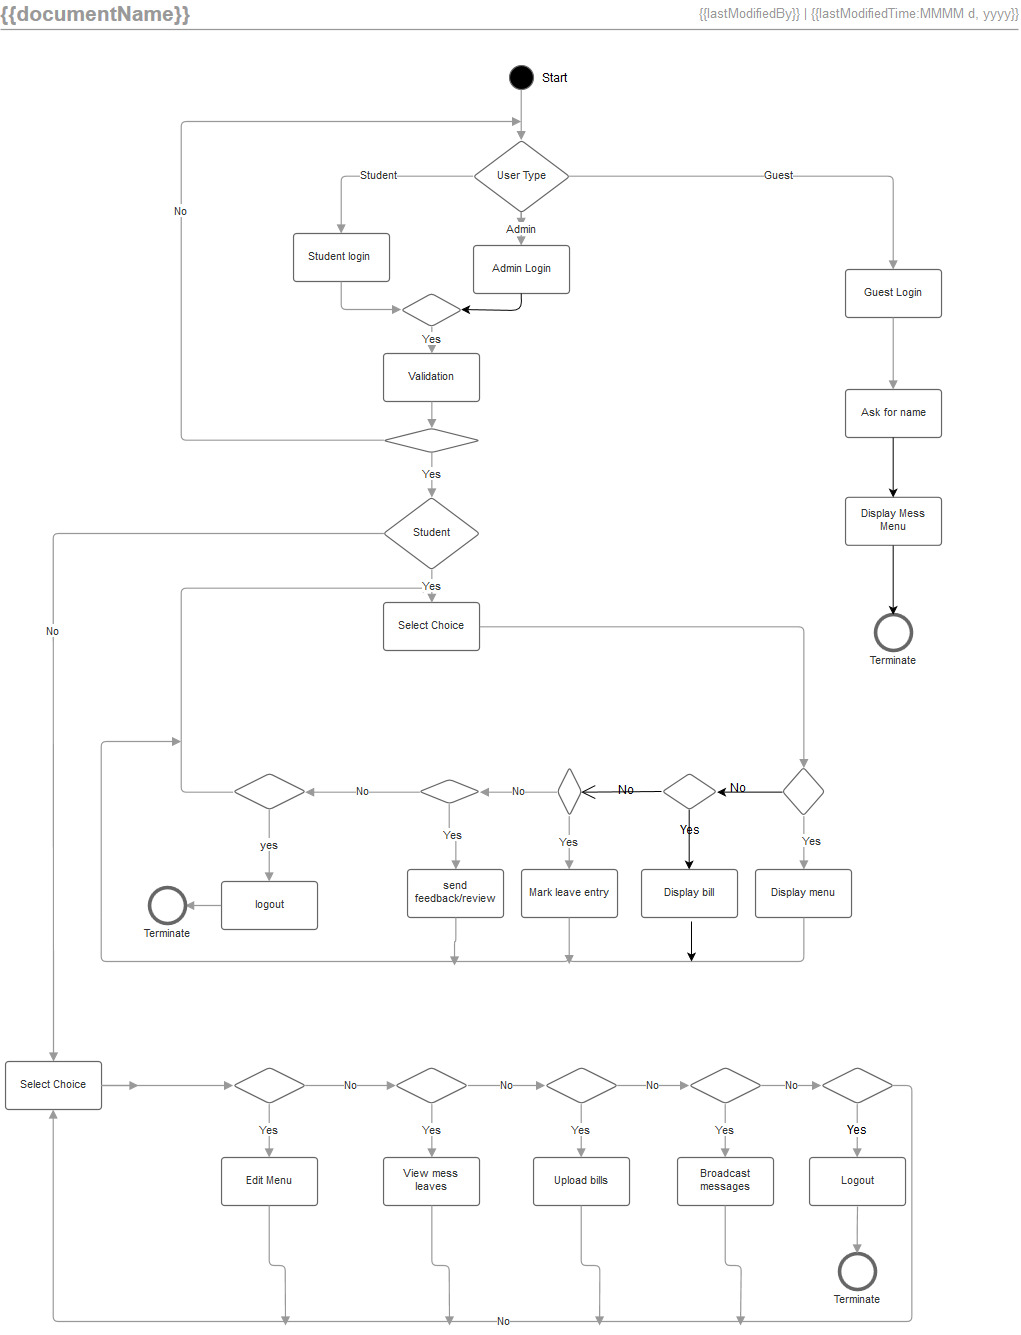 {{documentName}}
{{lastModifiedBy}} | {{lastModifiedTime:MMMM d, yyyy}}
Start
Student
User Type
Guest
No
Admin
Student login
Admin Login
Guest Login
Yes
Validation
Ask for name
Yes
Display Mess
Menu
Student
Yes
Select Choice
No
Terminate
No
No
No
No
yes
Yes
Yes
Yes
Yes
logout
send
feedback/review
Mark leave entry
Display bill
Display menu
Terminate
Select Choice
No
No
No
No
Yes
Yes
Yes
Yes
Yes
Edit Menu
View mess
leaves
Upload bills
Broadcast
messages
Logout
Terminate
No